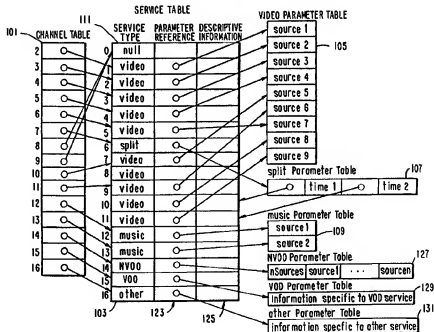 SERVICE TABLE
VIDEO PARAMETER TABLE
101 CHANNEL TABLE
111
SERVICE TYPE
PARAMETER REFERENCE
DESCRIPTIVE INFORMATION
2
3
4
5
6
7
8
9
10
11
12
13
14
15
16
0 null
1 video
2 video
3 video
4 video
5 video
6 split
7 video
8 video
9 video
10 video
11 video
12 music
13 music
14 NVOD
15 VOD
16 other
103
123
125
source 1
source 2
source 3
source 4
source 5
source 6
source 7
source 8
source 9
105
split Parameter Table
107
time 1
time 2
music Parameter Table
source 1
source 2
109
NVOD Parameter Table
127
nSources source1 ... sourcen
VOD Parameter Table
129
Information specific to VOD service
other Parameter Table
131
information specific to other service